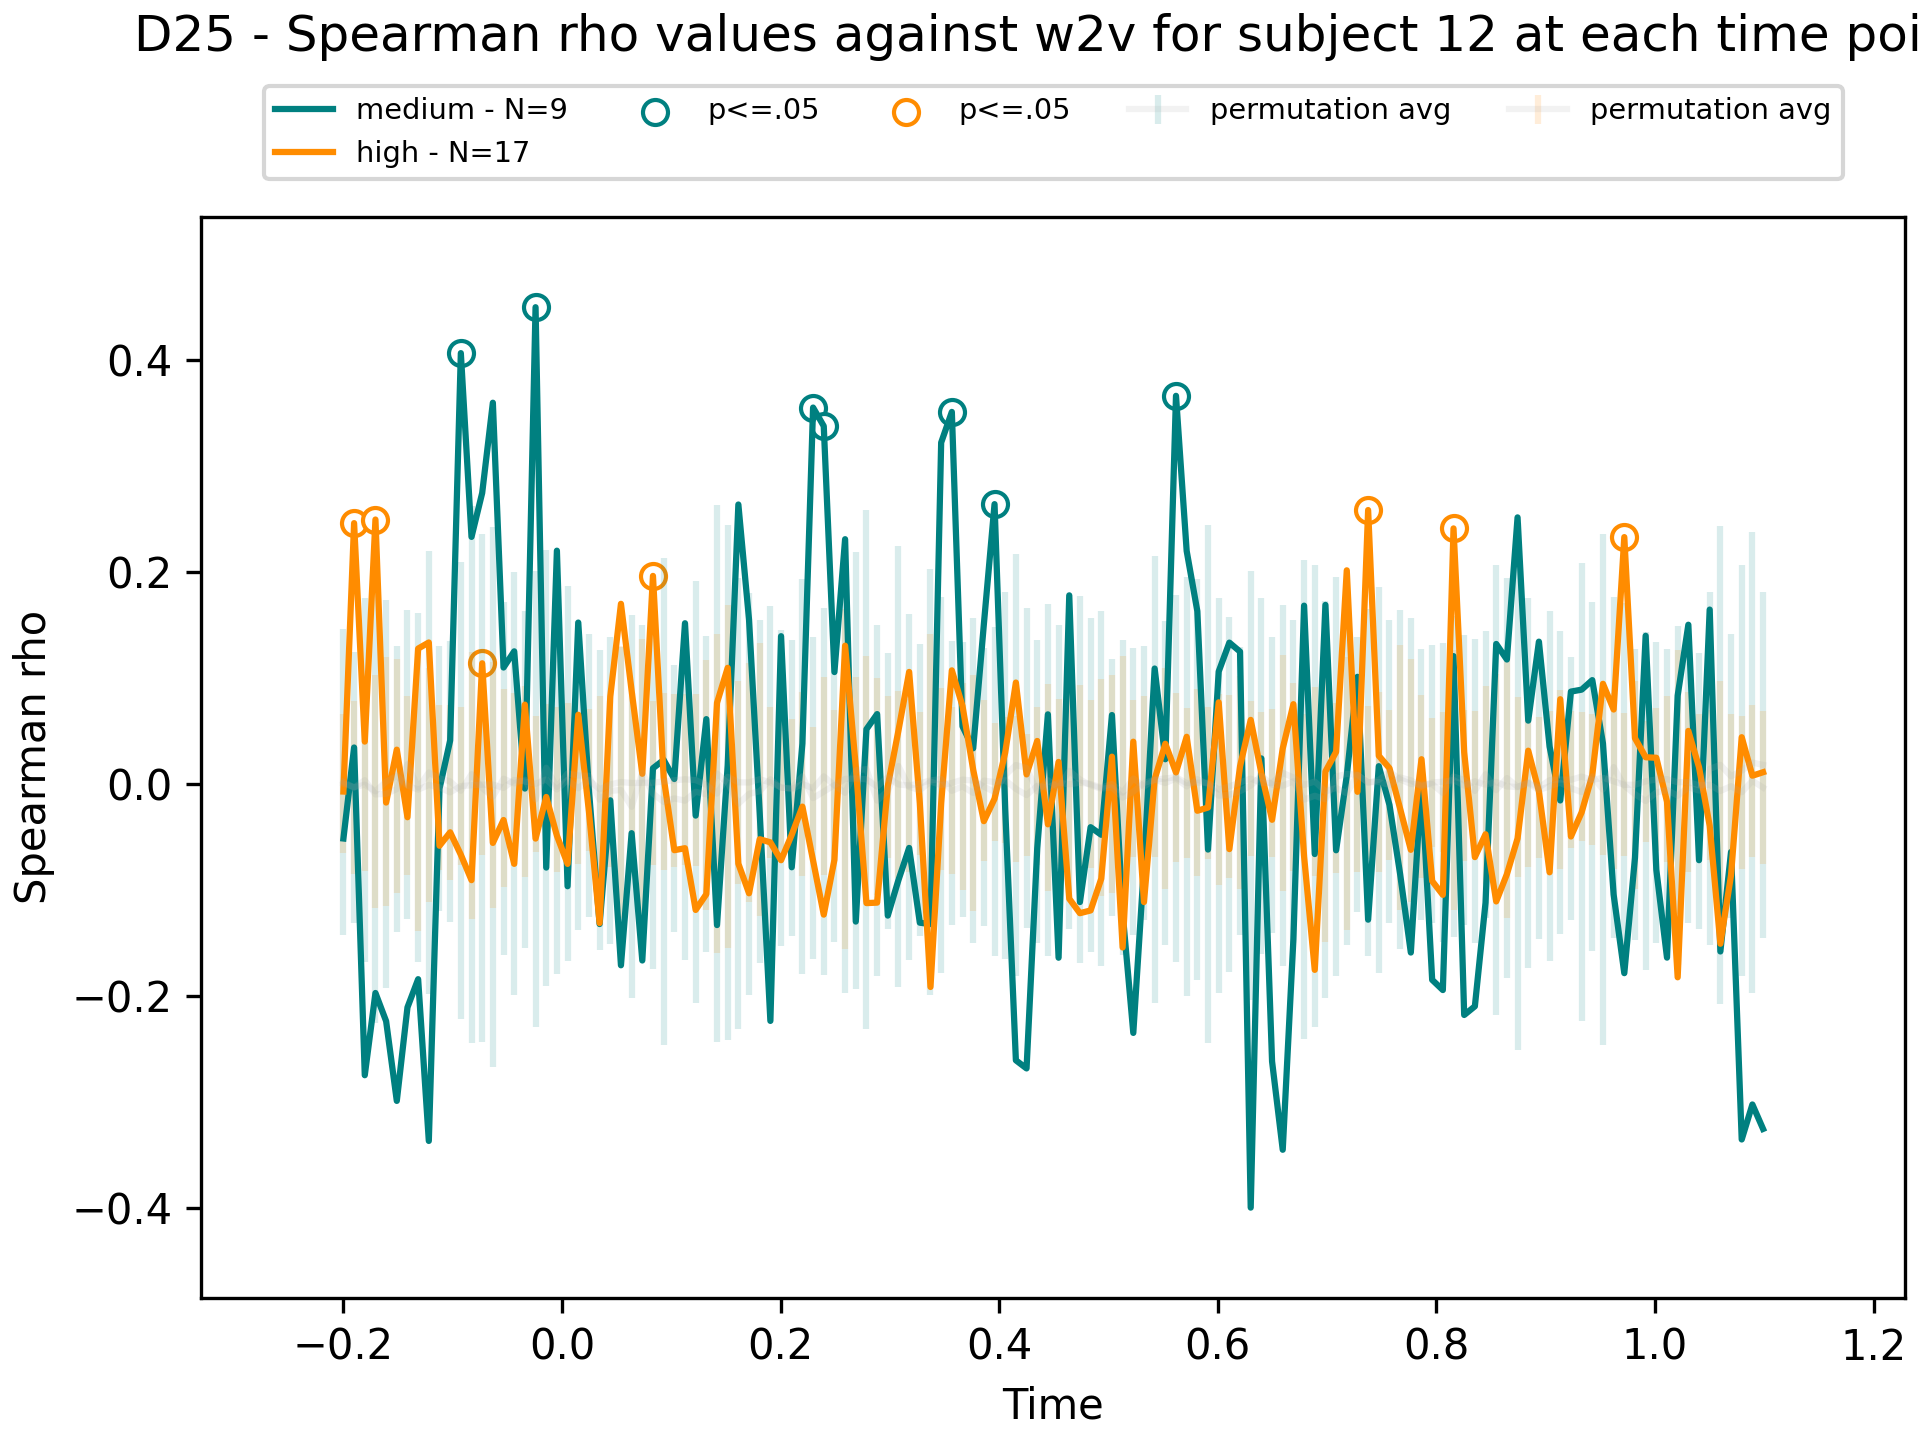 D25 - Spearman rho values against w2v for subject 12 at each time poi
medium - N=9
high - N=17
p<=.05
p<=.05
permutation avg
permutation avg
Spearman rho
0.4
0.2
0.0
−0.2
−0.4
−0.2 0.0 0.2 0.4 0.6 0.8 1.0 1.2
Time